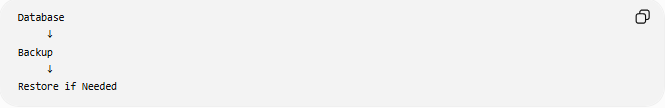 Database
↓
Backup
↓
Restore if Needed